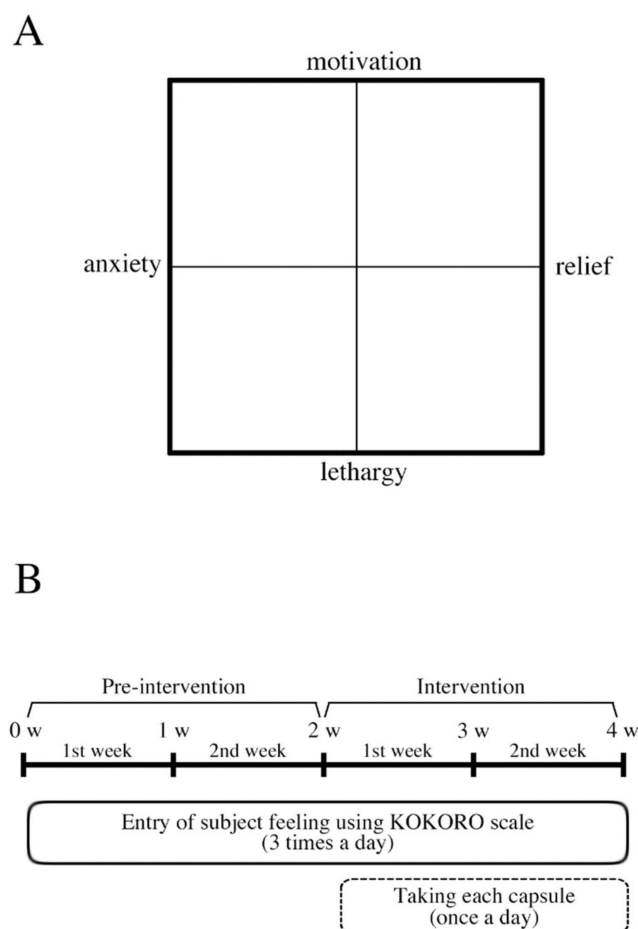 A
motivation
anxiety
relief
lethargy
B
Pre-intervention
Intervention
0 w
1 w
2 w
3 w
4 w
1st week
2nd week
1st week
2nd week
Entry of subject feeling using KOKORO scale
(3 times a day)
Taking each capsule
(once a day)